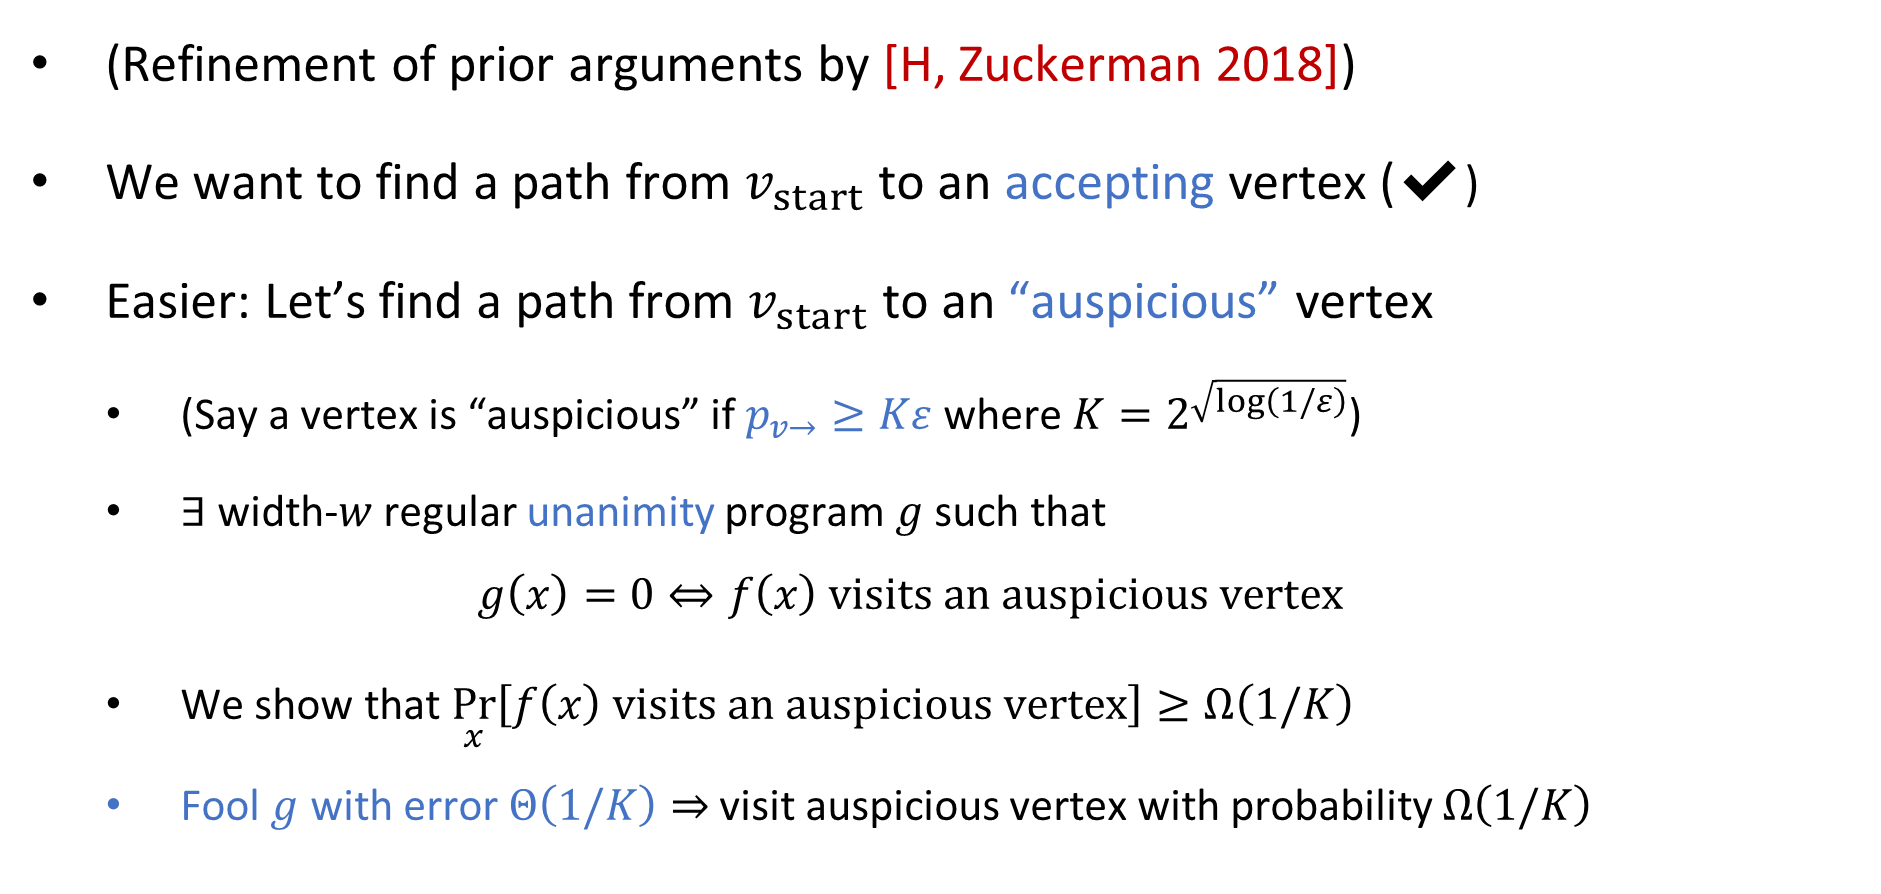 • (Refinement of prior arguments by [H, Zuckerman 2018])
• We want to find a path from v_start to an accepting vertex (✔)
• Easier: Let’s find a path from v_start to an “auspicious” vertex
• (Say a vertex is “auspicious” if p_{v→} ≥ Kε where K = 2^{√log(1/ε)})
• ∃ width-w regular unanimity program g such that
g(x) = 0 ⇔ f(x) visits an auspicious vertex
• We show that Pr_x[f(x) visits an auspicious vertex] ≥ Ω(1/K)
• Fool g with error Θ(1/K) ⇒ visit auspicious vertex with probability Ω(1/K)